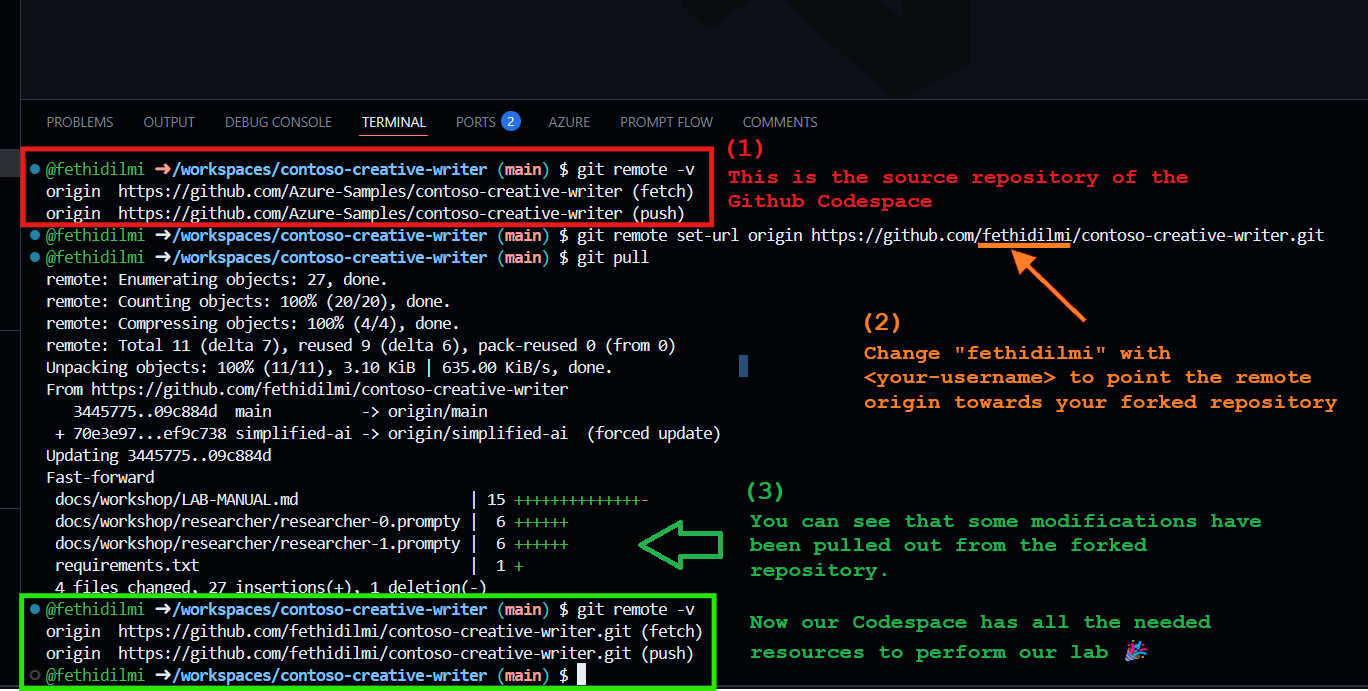 PROBLEMS OUTPUT DEBUG CONSOLE TERMINAL PORTS 2 AZURE PROMPT FLOW COMMENTS
@fethidilmi ➜/workspaces/contoso-creative-writer (main) $ git remote -v
origin  https://github.com/Azure-Samples/contoso-creative-writer (fetch)
origin  https://github.com/Azure-Samples/contoso-creative-writer (push)
(1)
This is the source repository of the
Github Codespace
@fethidilmi ➜/workspaces/contoso-creative-writer (main) $ git remote set-url origin https://github.com/fethidilmi/contoso-creative-writer.git
@fethidilmi ➜/workspaces/contoso-creative-writer (main) $ git pull
remote: Enumerating objects: 27, done.
remote: Counting objects: 100% (20/20), done.
remote: Compressing objects: 100% (4/4), done.
remote: Total 11 (delta 7), reused 9 (delta 6), pack-reused 0 (from 0)
Unpacking objects: 100% (11/11), 3.10 KiB | 635.00 KiB/s, done.
From https://github.com/fethidilmi/contoso-creative-writer
   3445775..09c884d  main          -> origin/main
 + 70e3e97...ef9c738 simplified-ai -> origin/simplified-ai  (forced update)
Updating 3445775..09c884d
Fast-forward
 docs/workshop/LAB-MANUAL.md                   | 15 ++++++++++++++-
 docs/workshop/researcher/researcher-0.prompty |  6 ++++++
 docs/workshop/researcher/researcher-1.prompty |  6 ++++++
 requirements.txt                              |  1 +
 4 files changed, 27 insertions(+), 1 deletion(-)
(2)
Change "fethidilmi" with
<your-username> to point the remote
origin towards your forked repository
(3)
You can see that some modifications have
been pulled out from the forked
repository.
Now our Codespace has all the needed
resources to perform our lab 🎉
@fethidilmi ➜/workspaces/contoso-creative-writer (main) $ git remote -v
origin  https://github.com/fethidilmi/contoso-creative-writer.git (fetch)
origin  https://github.com/fethidilmi/contoso-creative-writer.git (push)
@fethidilmi ➜/workspaces/contoso-creative-writer (main) $